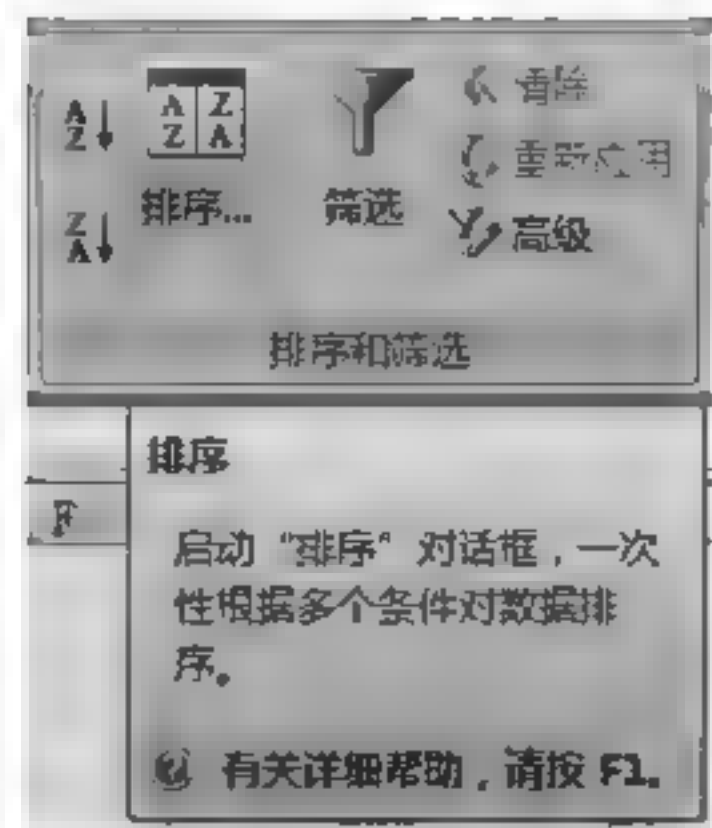 A
Z
A Z
Z A
清除
重新应用
Z
A
排序...
筛选
高级
排序和筛选
排序
F
启动“排序”对话框，一次
性根据多个条件对数据排
序。
有关详细帮助，请按 F1。